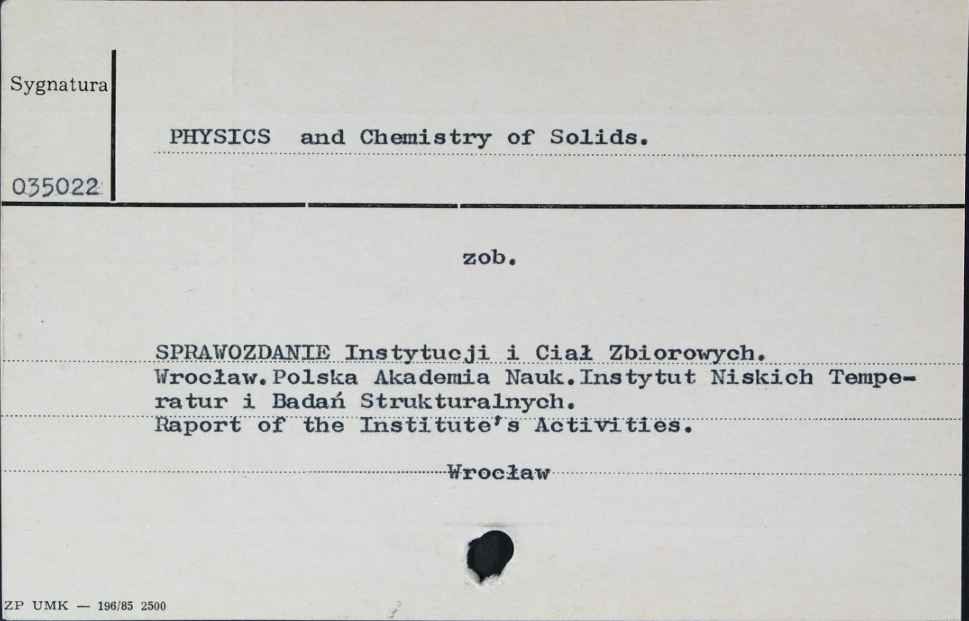 Sygnatura
PHYSICS and Chemistry of Solids.
035022
zob.
SPRAWOZDANIE Instytucji i Ciał Zbiorowych.
Wrocław.Polska Akademia Nauk.Instytut Niskich Tempe-
ratur i Badań Strukturalnych.
Raport of the Institute's Activities.
Wrocław
ZP UMK — 196/85 2500